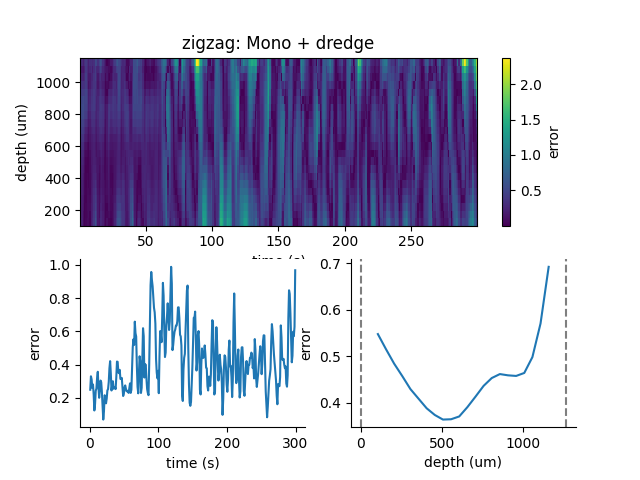 zigzag: Mono + dredge
depth (um)
1000
800
600
400
200
50 100 150 200 250
time (s)
2.0
1.5
1.0
0.5
error
error
1.0
0.8
0.6
0.4
0.2
0 100 200 300
time (s)
error
0.7
0.6
0.5
0.4
0 500 1000
depth (um)